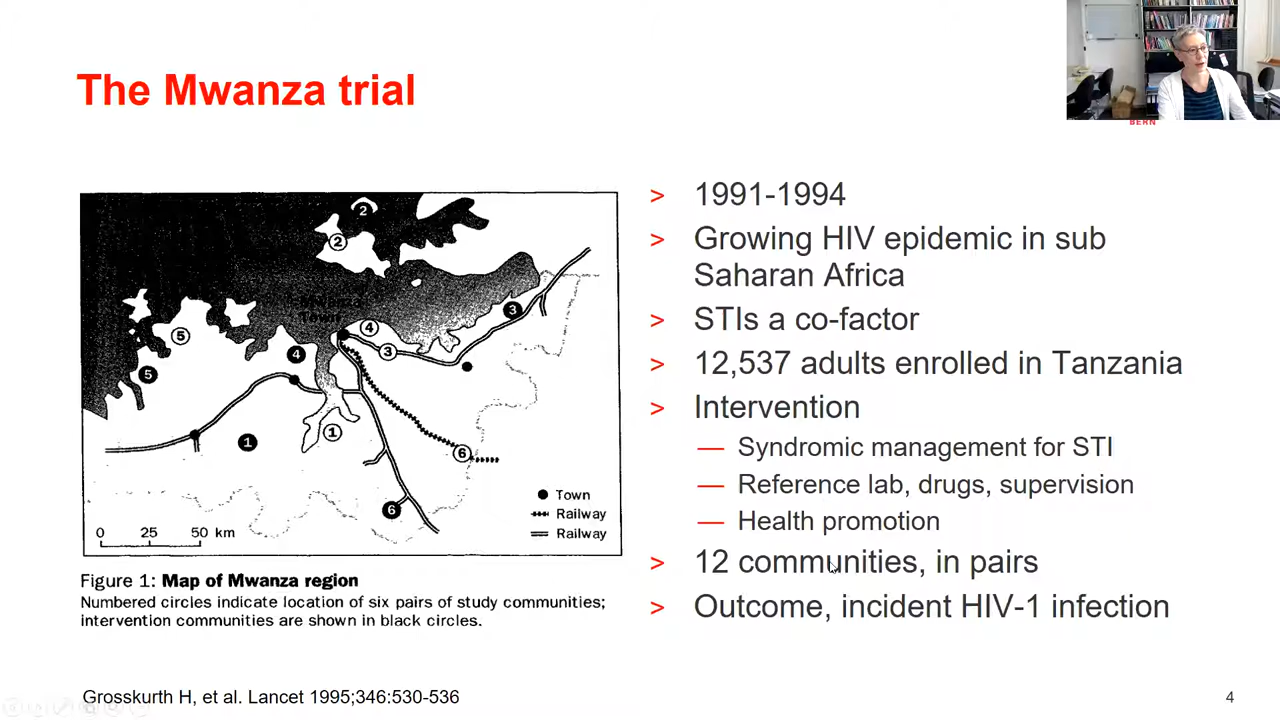 The Mwanza trial
BERN
2
2
Mwanza
Town
5
4
3
4
3
5
1
1
6
6
Town
Railway
Railway
0 25 50 km
Figure 1: Map of Mwanza region
Numbered circles indicate location of six pairs of study communities;
intervention communities are shown in black circles.
> 1991-1994
> Growing HIV epidemic in sub
Saharan Africa
> STIs a co-factor
> 12,537 adults enrolled in Tanzania
> Intervention
— Syndromic management for STI
— Reference lab, drugs, supervision
— Health promotion
> 12 communities, in pairs
> Outcome, incident HIV-1 infection
Grosskurth H, et al. Lancet 1995;346:530-536
4